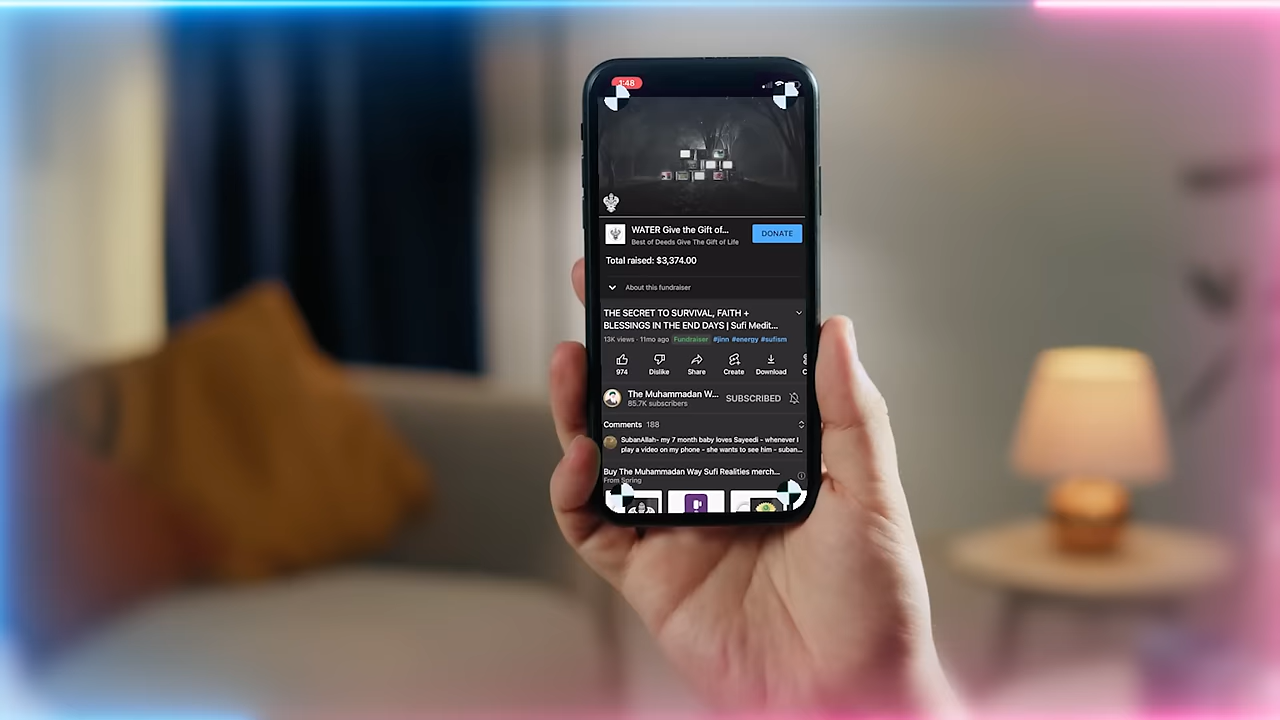 1:48
WATER Give the Gift of...
Best of Deeds Give The Gift of Life
DONATE
Total raised: $3,374.00
About this fundraiser
THE SECRET TO SURVIVAL, FAITH +
BLESSINGS IN THE END DAYS | Sufi Medit...
13K views · 11mo ago Fundraiser #jinn #energy #sufism
974 Dislike Share Create Download C
The Muhammadan W...
85.7K subscribers
SUBSCRIBED
Comments 188
SubanAllah- my 7 month baby loves Sayeedi - whenever I
play a video on my phone - she wants to see him - suban...
Buy The Muhammadan Way Sufi Realities merch...
From Spring